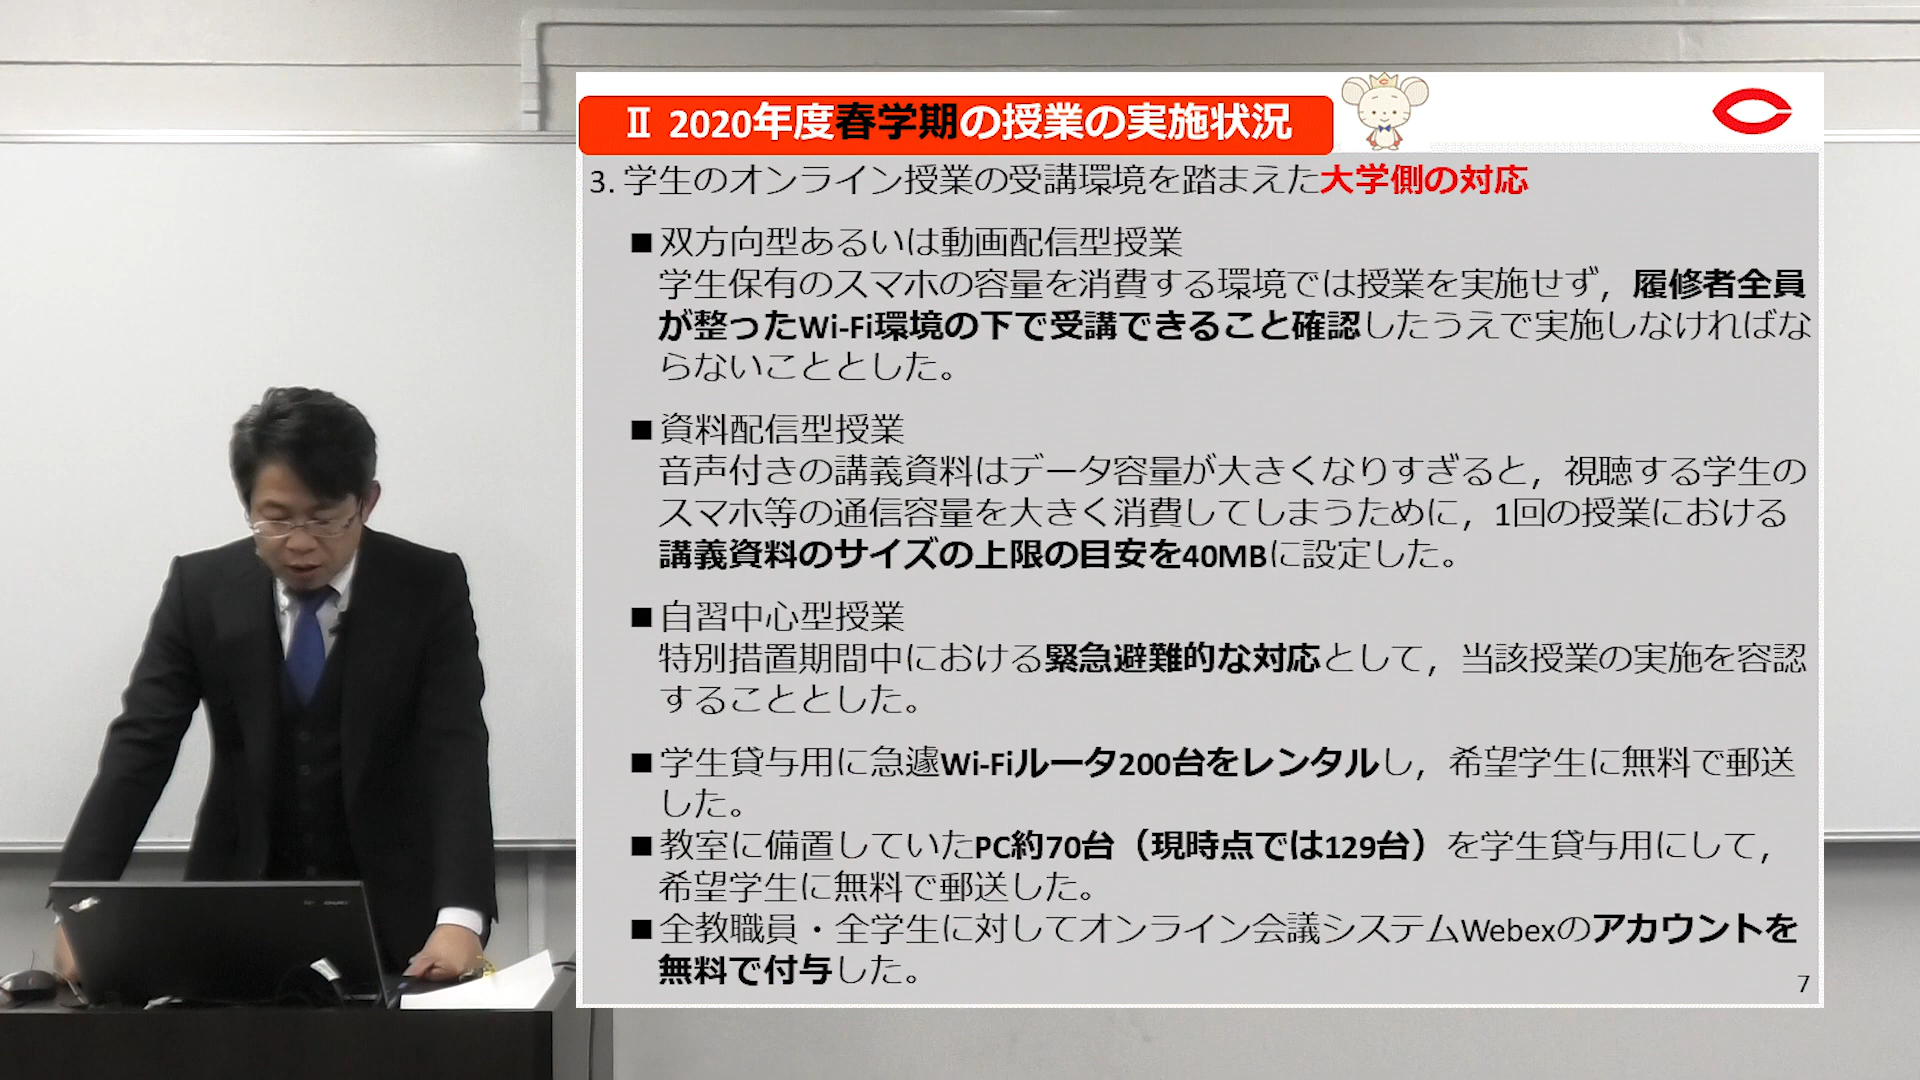 Ⅱ 2020年度春学期の授業の実施状況
3. 学生のオンライン授業の受講環境を踏まえた大学側の対応
■双方向型あるいは動画配信型授業
学生保有のスマホの容量を消費する環境では授業を実施せず，履修者全員
が整ったWi-Fi環境の下で受講できること確認したうえで実施しなければな
らないこととした。
■資料配信型授業
音声付きの講義資料はデータ容量が大きくなりすぎると，視聴する学生の
スマホ等の通信容量を大きく消費してしまうために，1回の授業における
講義資料のサイズの上限の目安を40MBに設定した。
■自習中心型授業
特別措置期間中における緊急避難的な対応として，当該授業の実施を容認
することとした。
■学生貸与用に急遽Wi-Fiルータ200台をレンタルし，希望学生に無料で郵送
した。
■教室に備置していたPC約70台（現時点では129台）を学生貸与用にして，
希望学生に無料で郵送した。
■全教職員・全学生に対してオンライン会議システムWebexのアカウントを
無料で付与した。
7